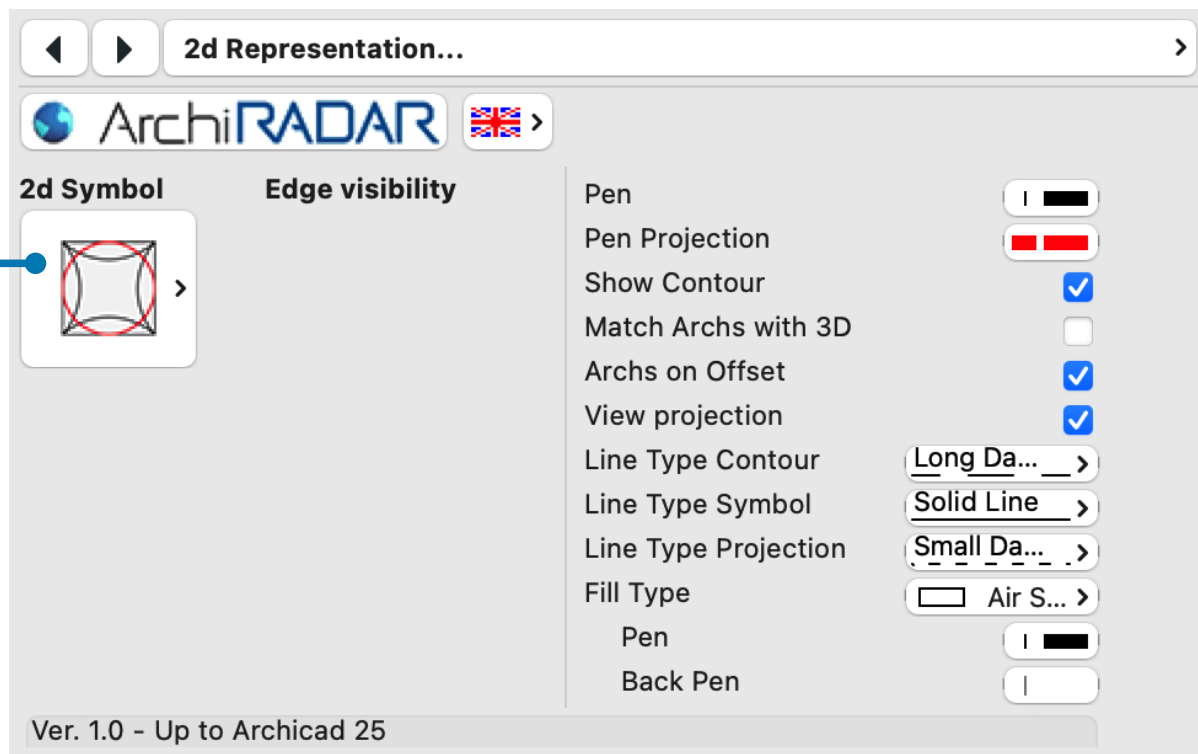 2d Representation...
ArchiRADAR
2d Symbol
Edge visibility
Pen
Pen Projection
Show Contour
Match Archs with 3D
Archs on Offset
View projection
Line Type Contour Long Da...
Line Type Symbol Solid Line
Line Type Projection Small Da...
Fill Type Air S...
Pen
Back Pen
Ver. 1.0 - Up to Archicad 25